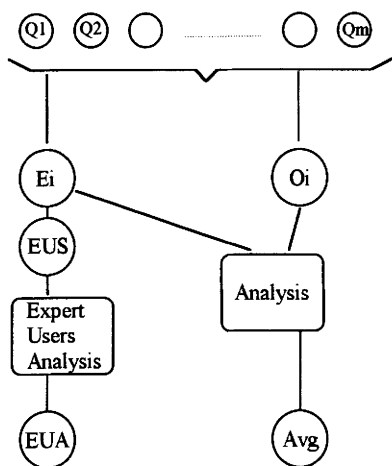 Q1 Q2 Qm
Ei
Oi
EUS
Analysis
Expert
Users
Analysis
EUA
Avg